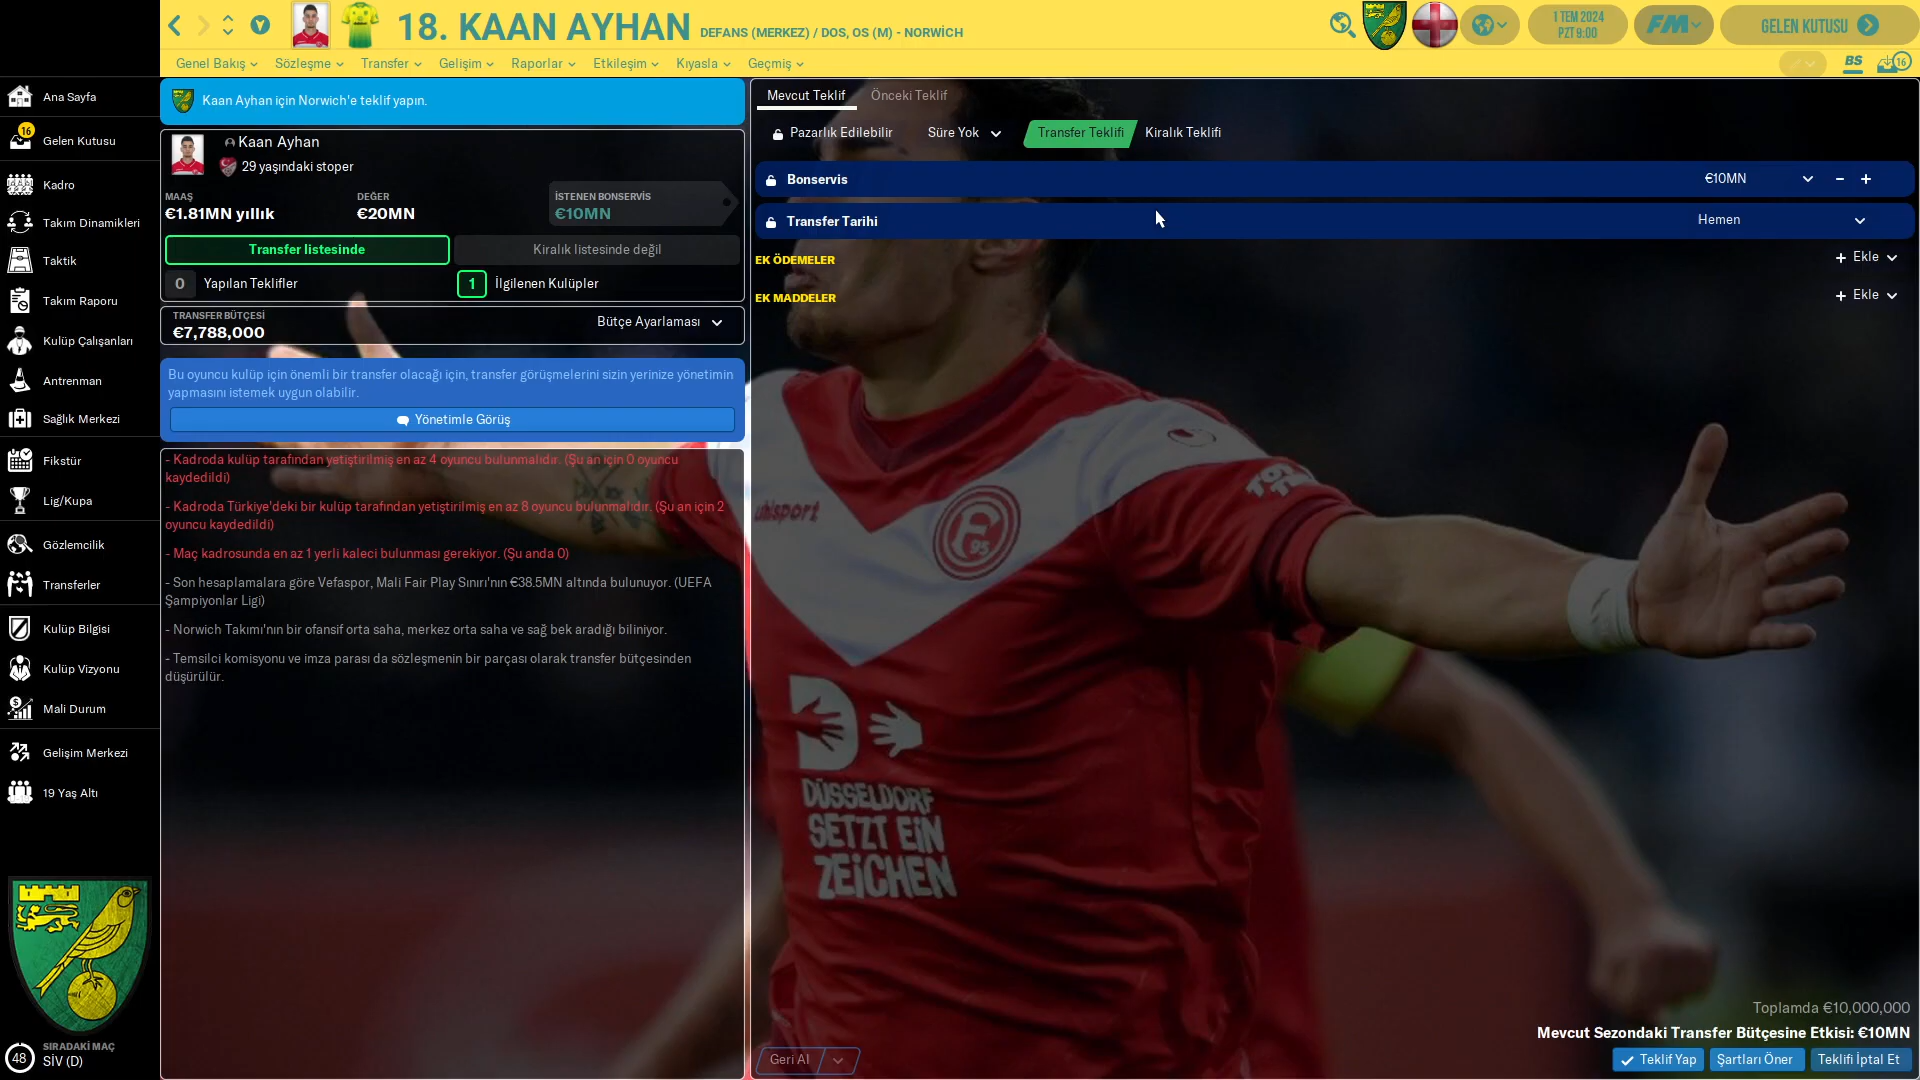 18. KAAN AYHAN DEFANS (MERKEZ) / DOS, OS (M) - NORWİCH
1 TEM 2024
PZT 9:00
FM
GELEN KUTUSU
Genel Bakış
Sözleşme
Transfer
Gelişim
Raporlar
Etkileşim
Kıyasla
Geçmiş
BS
16
Ana Sayfa
16
Gelen Kutusu
Kadro
Takım Dinamikleri
Taktik
Takım Raporu
Kulüp Çalışanları
Antrenman
Sağlık Merkezi
Fikstür
Lig/Kupa
Gözlemcilik
Transferler
Kulüp Bilgisi
Kulüp Vizyonu
Mali Durum
Gelişim Merkezi
19 Yaş Altı
48
SIRADAKİ MAÇ
SİV (D)
Kaan Ayhan için Norwich'e teklif yapın.
Kaan Ayhan
29 yaşındaki stoper
MAAŞ
€1.81MN yıllık
DEĞER
€20MN
İSTENEN BONSERVİS
€10MN
Transfer listesinde
Kiralık listesinde değil
0 Yapılan Teklifler
1 İlgilenen Kulüpler
TRANSFER BÜTÇESİ
€7,788,000
Bütçe Ayarlaması
Bu oyuncu kulüp için önemli bir transfer olacağı için, transfer görüşmelerini sizin yerinize yönetimin
yapmasını istemek uygun olabilir.
Yönetimle Görüş
- Kadroda kulüp tarafından yetiştirilmiş en az 4 oyuncu bulunmalıdır. (Şu an için 0 oyuncu
kaydedildi)
- Kadroda Türkiye'deki bir kulüp tarafından yetiştirilmiş en az 8 oyuncu bulunmalıdır. (Şu an için 2
oyuncu kaydedildi)
- Maç kadrosunda en az 1 yerli kaleci bulunması gerekiyor. (Şu anda 0)
- Son hesaplamalara göre Vefaspor, Mali Fair Play Sınırı'nın €38.5MN altında bulunuyor. (UEFA
Şampiyonlar Ligi)
- Norwich Takımı'nın bir ofansif orta saha, merkez orta saha ve sağ bek aradığı biliniyor.
- Temsilci komisyonu ve imza parası da sözleşmenin bir parçası olarak transfer bütçesinden
düşürülür.
Mevcut Teklif
Önceki Teklif
Pazarlık Edilebilir
Süre Yok
Transfer Teklifi
Kiralık Teklifi
Bonservis
€10MN
Transfer Tarihi
Hemen
EK ÖDEMELER
Ekle
EK MADDELER
Ekle
uhlsport
F 95
DÜSSELDORF
SETZT EiN
ZEiCHEN
Toplamda €10,000,000
Mevcut Sezondaki Transfer Bütçesine Etkisi: €10MN
Geri Al
Teklif Yap
Şartları Öner
Teklifi İptal Et